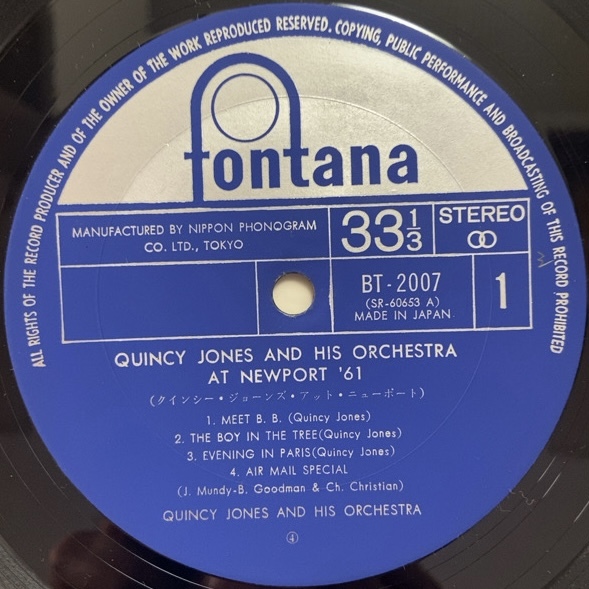 ALL RIGHTS OF THE RECORD PRODUCER AND OF THE OWNER OF THE WORK REPRODUCED RESERVED. COPYING, PUBLIC PERFORMANCE AND BROADCASTING OF THIS RECORD PROHIBITED
fontana
MANUFACTURED BY NIPPON PHONOGRAM
CO. LTD., TOKYO
33 1/3
STEREO
BT-2007
(SR-60653 A)
MADE IN JAPAN
1
QUINCY JONES AND HIS ORCHESTRA
AT NEWPORT '61
(クインシー・ジョーンズ・アット・ニューポート)
1. MEET B. B. (Quincy Jones)
2. THE BOY IN THE TREE(Quincy Jones)
3. EVENING IN PARIS(Quincy Jones)
4. AIR MAIL SPECIAL
(J. Mundy-B. Goodman & Ch. Christian)
QUINCY JONES AND HIS ORCHESTRA
④